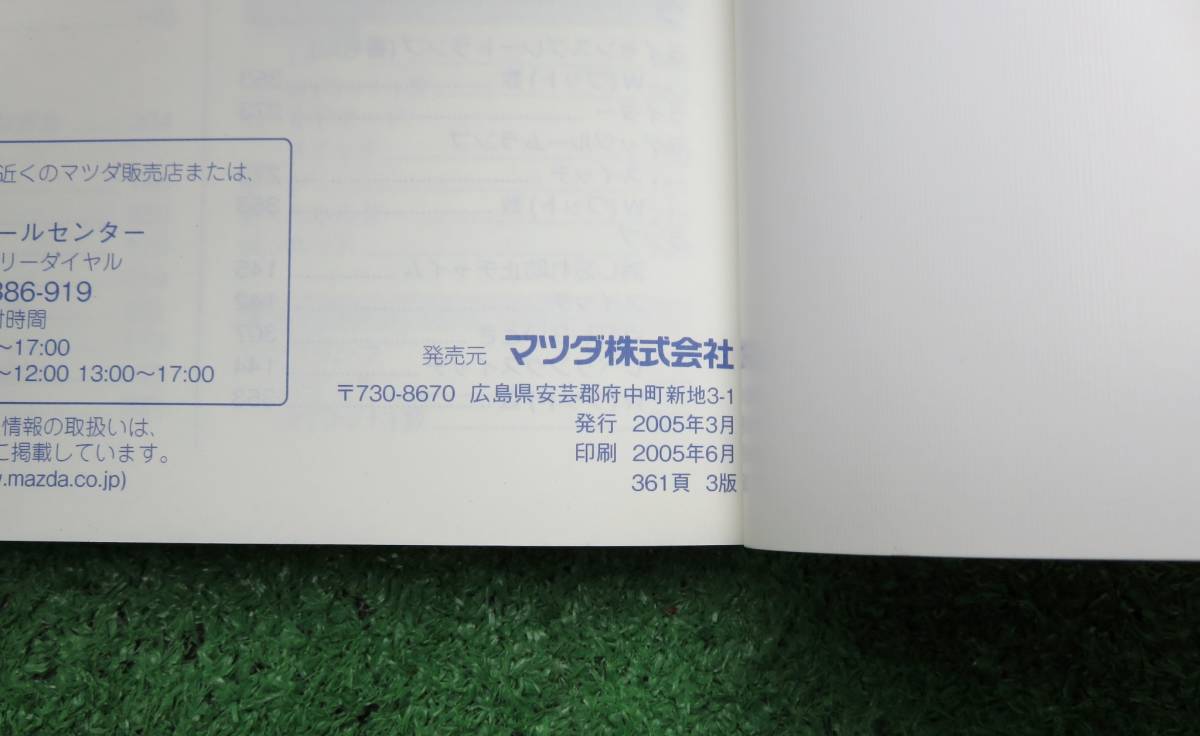 近くのマツダ販売店または、
ールセンター
リーダイヤル
386-919
時間
～17:00
～12:00 13:00～17:00
情報の取扱いは、
に掲載しています。
.mazda.co.jp)
発売元 マツダ株式会社
〒730-8670 広島県安芸郡府中町新地3-1
発行 2005年3月
印刷 2005年6月
361頁 3版